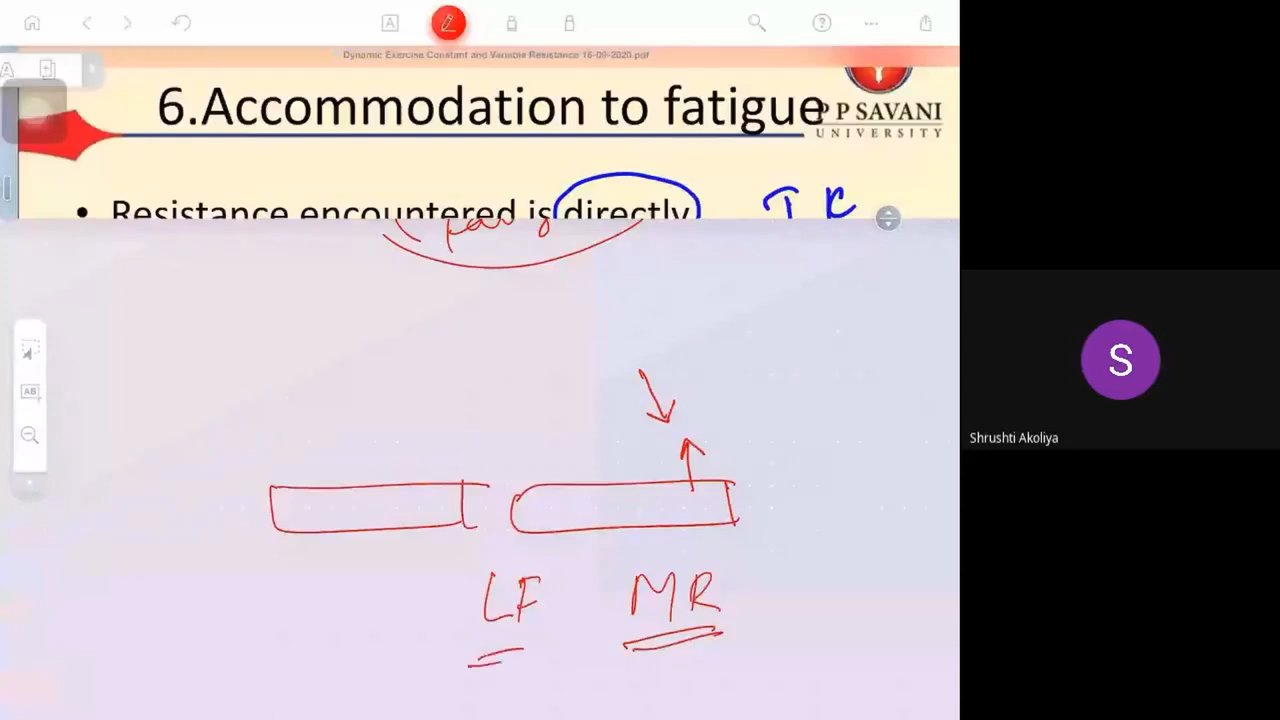 A
Dynamic Exercise Constant and Variable Resistance 16-09-2020.pdf
A
6.Accommodation to fatigue
P P SAVANI
UNIVERSITY
• Resistance encountered is directly
AB
S
Shrushti Akoliya
LF MR